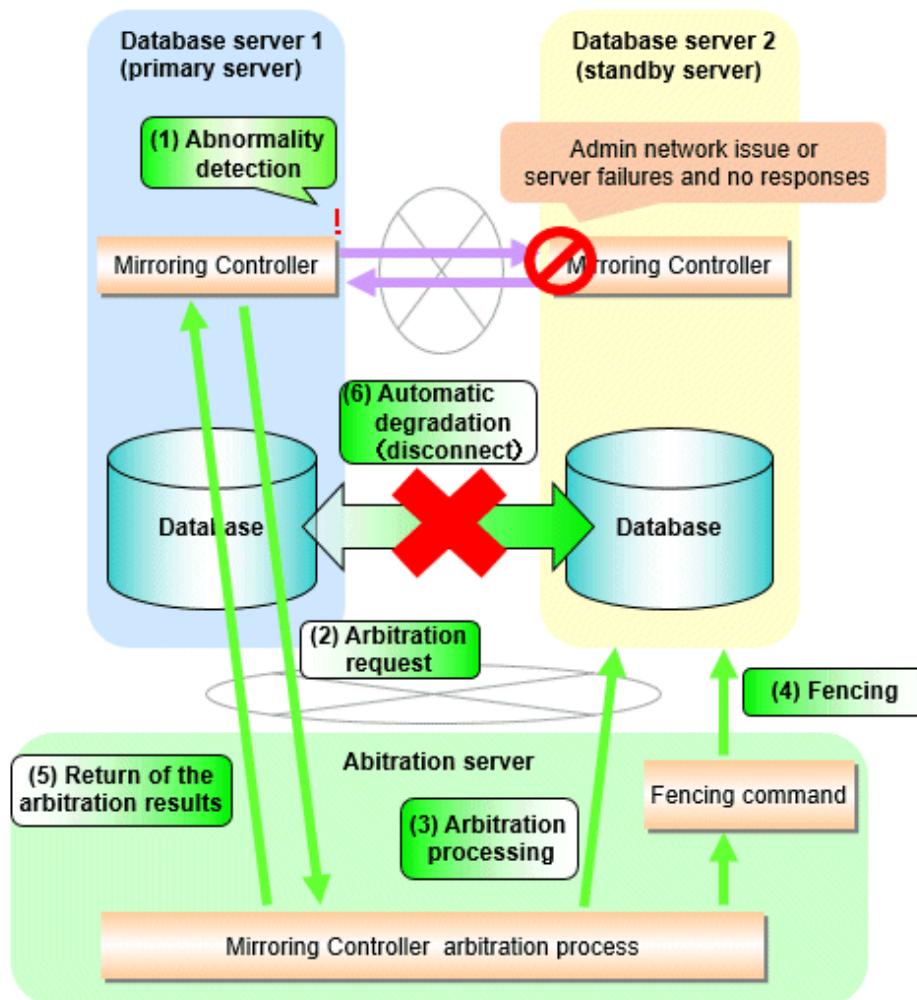 Database server 1
(primary server)
Database server 2
(standby server)
(1) Abnormality
detection
Admin network issue or
server failures and no responses
!
Mirroring Controller
Mirroring Controller
(6) Automatic
degradation
(disconnect)
Database
Database
(2) Arbitration
request
(4) Fencing
Abitration server
(5) Return of the
arbitration results
Fencing command
(3) Arbitration
processing
Mirroring Controller arbitration process